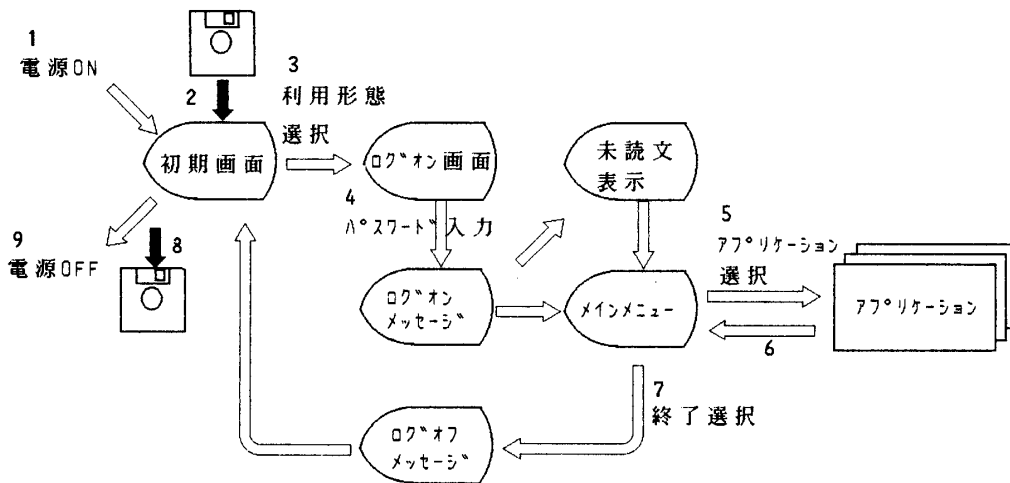 1
電源ON
2
3
利用形態
選択
初期画面
ログオン画面
未読文
表示
4
パスワード入力
5
アプリケーション
選択
9
電源OFF
8
ログオン
メッセージ
メインメニュー
アプリケーション
6
7
終了選択
ログオフ
メッセージ